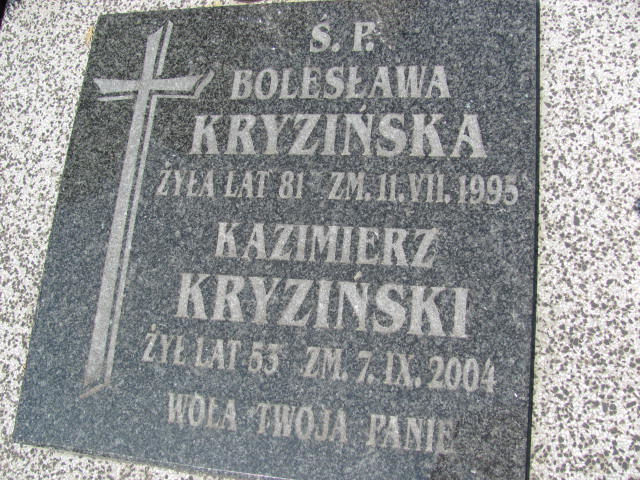 Ś. P.
BOLESŁAWA
KRYZIŃSKA
ŻYŁA LAT 81 ZM. 11. VII. 1995
KAZIMIERZ
KRYZIŃSKI
ŻYŁ LAT 53 ZM. 7. IX. 2004
WOLA TWOJA PANIE